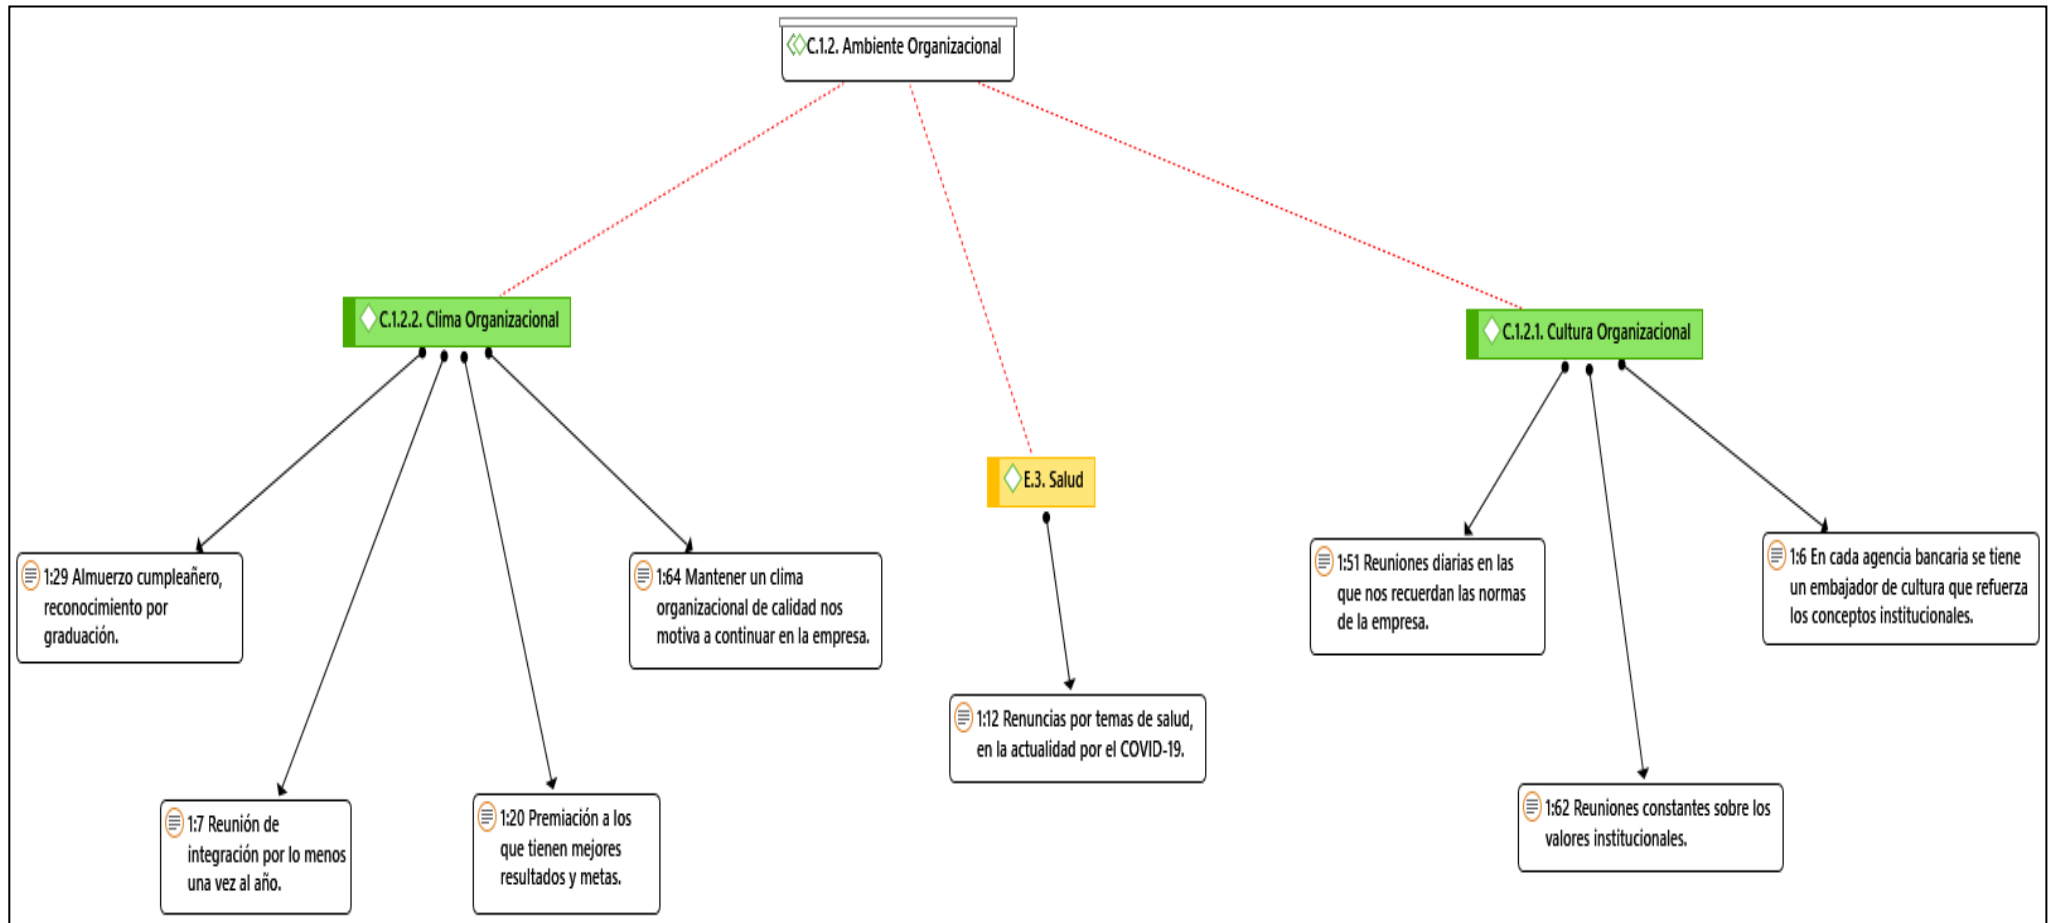 C.1.2. Ambiente Organizacional
C.1.2.2. Clima Organizacional
C.1.2.1. Cultura Organizacional
E.3. Salud
1:29 Almuerzo cumpleañero,
reconocimiento por
graduación.
1:64 Mantener un clima
organizacional de calidad nos
motiva a continuar en la empresa.
1:51 Reuniones diarias en las
que nos recuerdan las normas
de la empresa.
1:6 En cada agencia bancaria se tiene
un embajador de cultura que refuerza
los conceptos institucionales.
1:12 Renuncias por temas de salud,
en la actualidad por el COVID-19.
1:7 Reunión de
integración por lo menos
una vez al año.
1:20 Premiación a los
que tienen mejores
resultados y metas.
1:62 Reuniones constantes sobre los
valores institucionales.